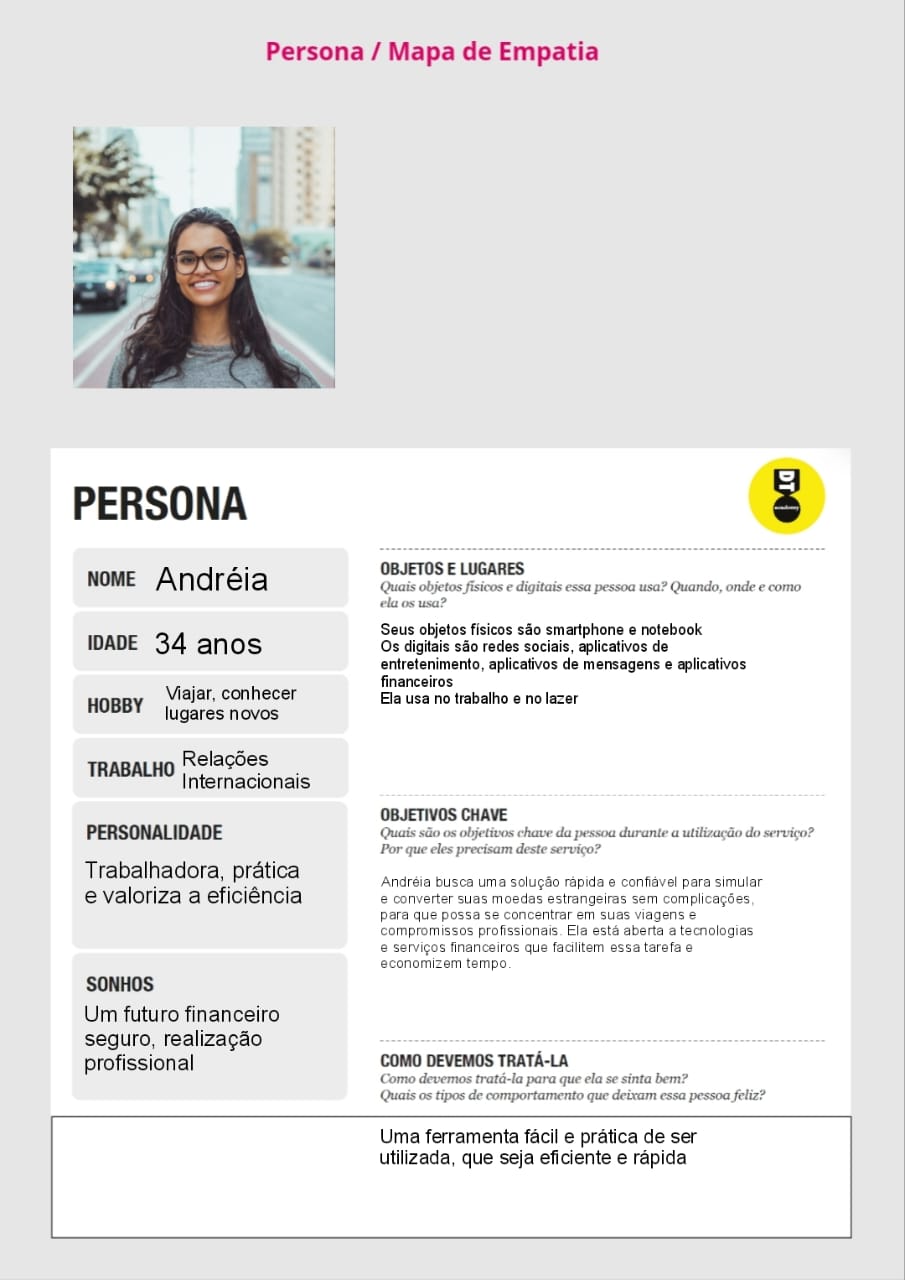 Persona / Mapa de Empatia
PERSONA
DT
academy
NOME Andréia
IDADE 34 anos
HOBBY Viajar, conhecer
lugares novos
TRABALHO Relações
Internacionais
PERSONALIDADE
Trabalhadora, prática
e valoriza a eficiência
SONHOS
Um futuro financeiro
seguro, realização
profissional
OBJETOS E LUGARES
Quais objetos físicos e digitais essa pessoa usa? Quando, onde e como
ela os usa?
Seus objetos físicos são smartphone e notebook
Os digitais são redes sociais, aplicativos de
entretenimento, aplicativos de mensagens e aplicativos
financeiros
Ela usa no trabalho e no lazer
OBJETIVOS CHAVE
Quais são os objetivos chave da pessoa durante a utilização do serviço?
Por que eles precisam deste serviço?
Andréia busca uma solução rápida e confiável para simular
e converter suas moedas estrangeiras sem complicações,
para que possa se concentrar em suas viagens e
compromissos profissionais. Ela está aberta a tecnologias
e serviços financeiros que facilitem essa tarefa e
economizem tempo.
COMO DEVEMOS TRATÁ-LA
Como devemos tratá-la para que ela se sinta bem?
Quais os tipos de comportamento que deixam essa pessoa feliz?
Uma ferramenta fácil e prática de ser
utilizada, que seja eficiente e rápida